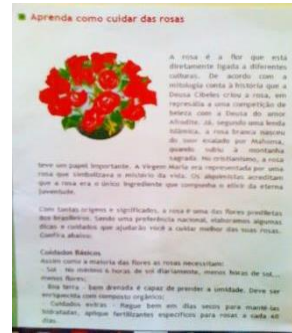 Aprenda como cuidar das rosas
A rosa é a flor que está
diretamente ligada a diferentes
culturas. De acordo com a
mitologia conta à história que a
Deusa Cibeles criou a rosa, em
represália a uma competição de
beleza com a Deusa do amor
Afrodite. Já, segundo uma lenda
islâmica, a rosa branca nasceu
do suor exalado por Mahoma,
quando subiu à montanha
sagrada. No cristianismo, a rosa
teve um papel importante. A Virgem Maria era representada por uma
rosa que simbolizava o mistério da vida. Os alquimistas acreditam
que a rosa era o único ingrediente que compunha o elixir da eterna
juventude.
Com tantas origens e significados, a rosa é uma das flores prediletas
dos brasileiros. Sendo uma preferência nacional, elaboramos algumas
dicas e cuidados que ajudarão você a cuidar melhor das suas rosas.
Confira abaixo:
Cuidados Básicos
Assim como a maioria das flores as rosas necessitam:
Sol - No mínimo 6 horas de sol diariamente, menos horas de sol...
menos flores;
Boa terra - bem drenada é capaz de prender a umidade. Deve ser
enriquecida com composto orgânico;
Cuidados extras - Regue bem em dias secos para mantê-las
hidratadas, aplique fertilizantes específicos para rosas a cada 60
dias.